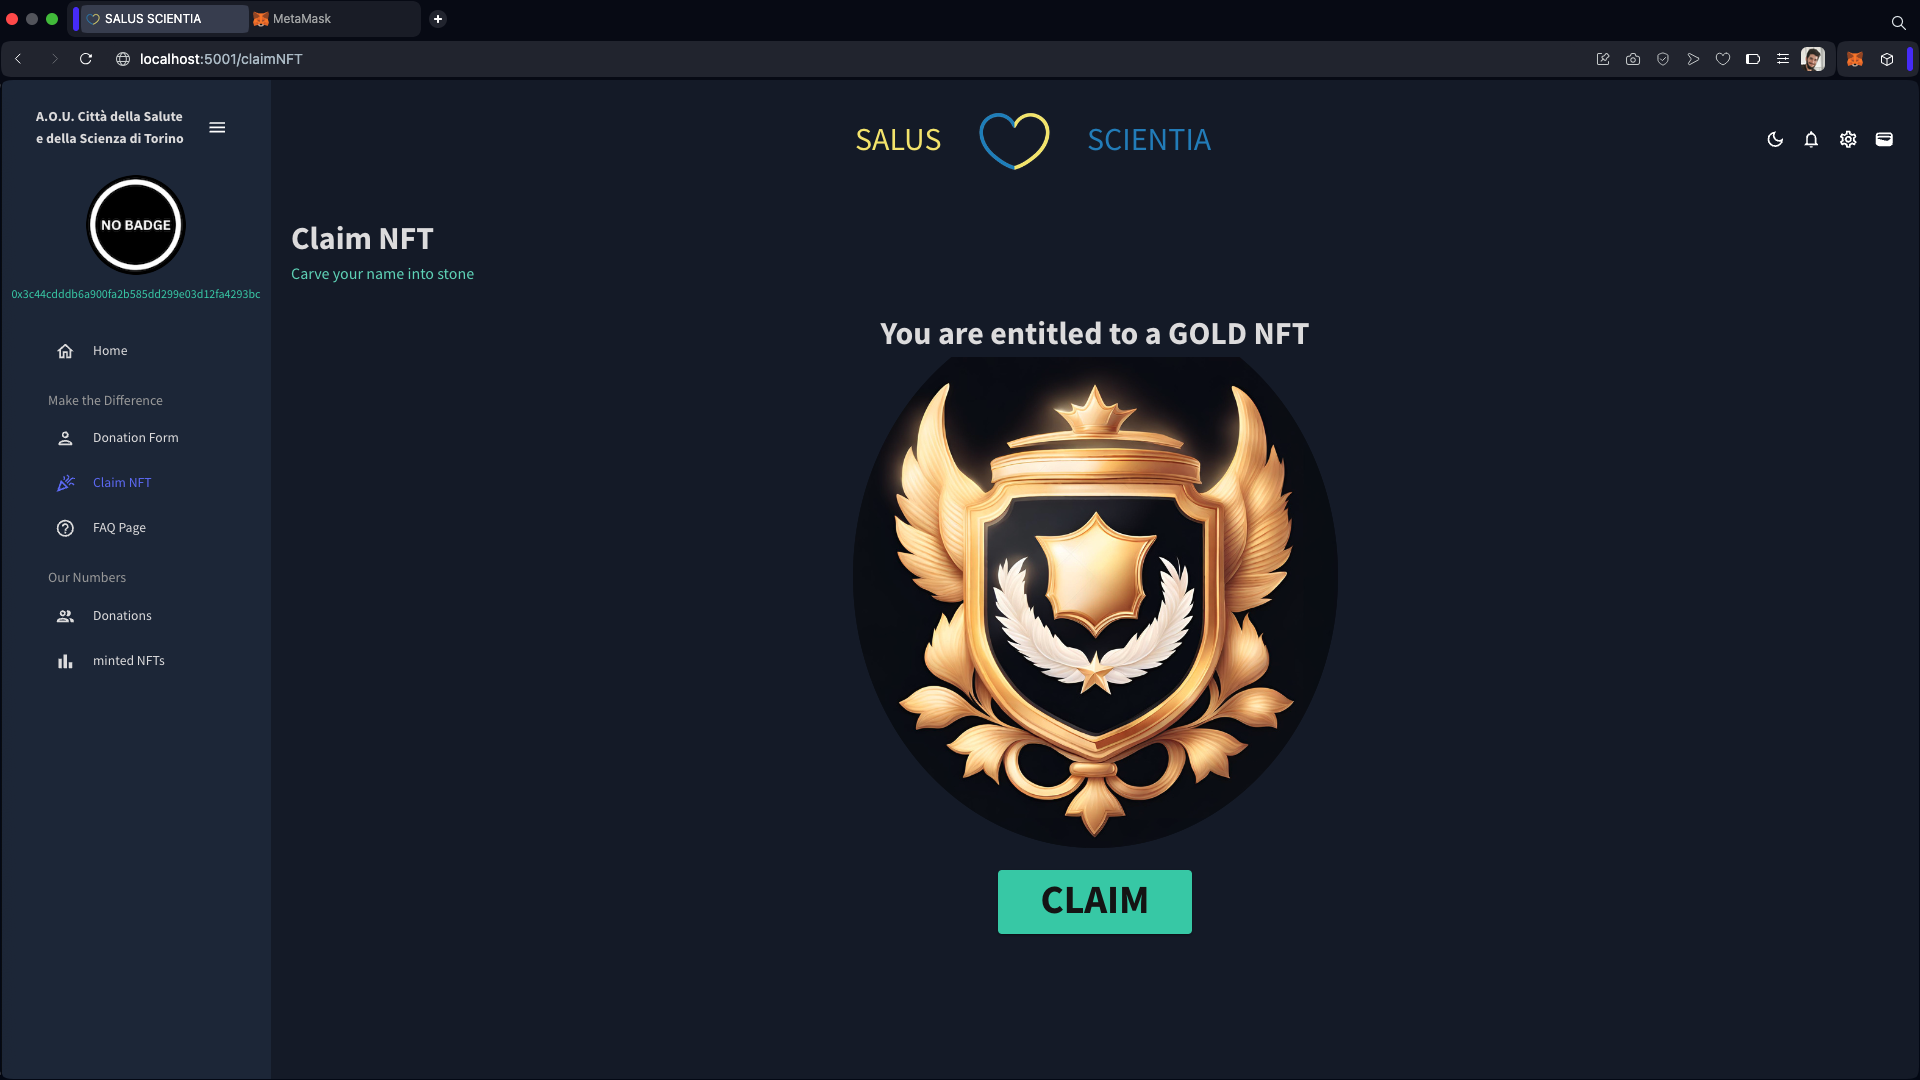 SALUS SCIENTIA
MetaMask
localhost:5001/claimNFT
A.O.U. Città della Salute
e della Scienza di Torino
NO BADGE
0x3c44cdddb6a900fa2b585dd299e03d12fa4293bc
Home
Make the Difference
Donation Form
Claim NFT
FAQ Page
Our Numbers
Donations
minted NFTs
SALUS SCIENTIA
Claim NFT
Carve your name into stone
You are entitled to a GOLD NFT
CLAIM